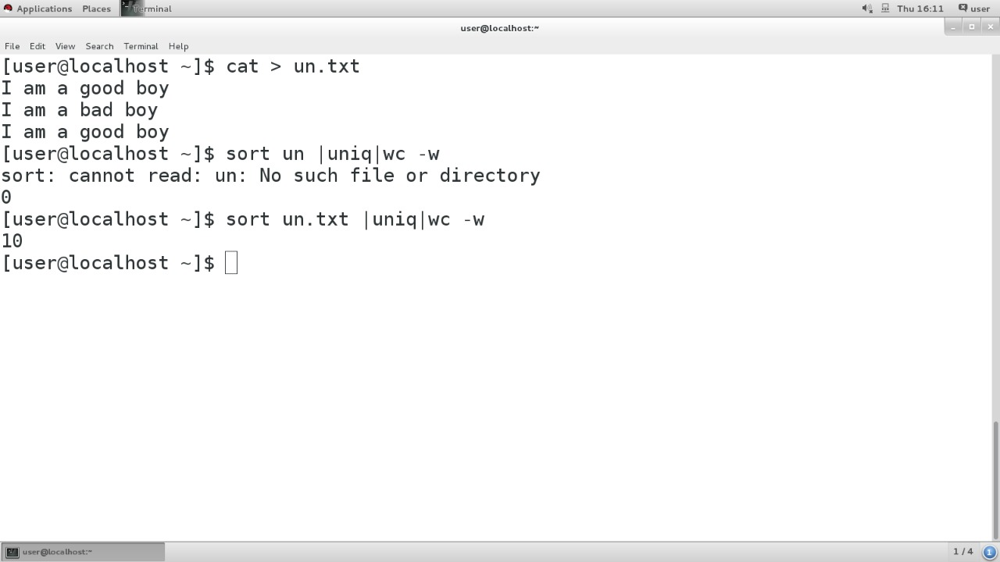 Applications Places Terminal Thu 16:11 user
user@localhost:~
File Edit View Search Terminal Help
[user@localhost ~]$ cat > un.txt
I am a good boy
I am a bad boy
I am a good boy
[user@localhost ~]$ sort un |uniq|wc -w
sort: cannot read: un: No such file or directory
0
[user@localhost ~]$ sort un.txt |uniq|wc -w
10
[user@localhost ~]$
user@localhost:~ 1 / 4 1